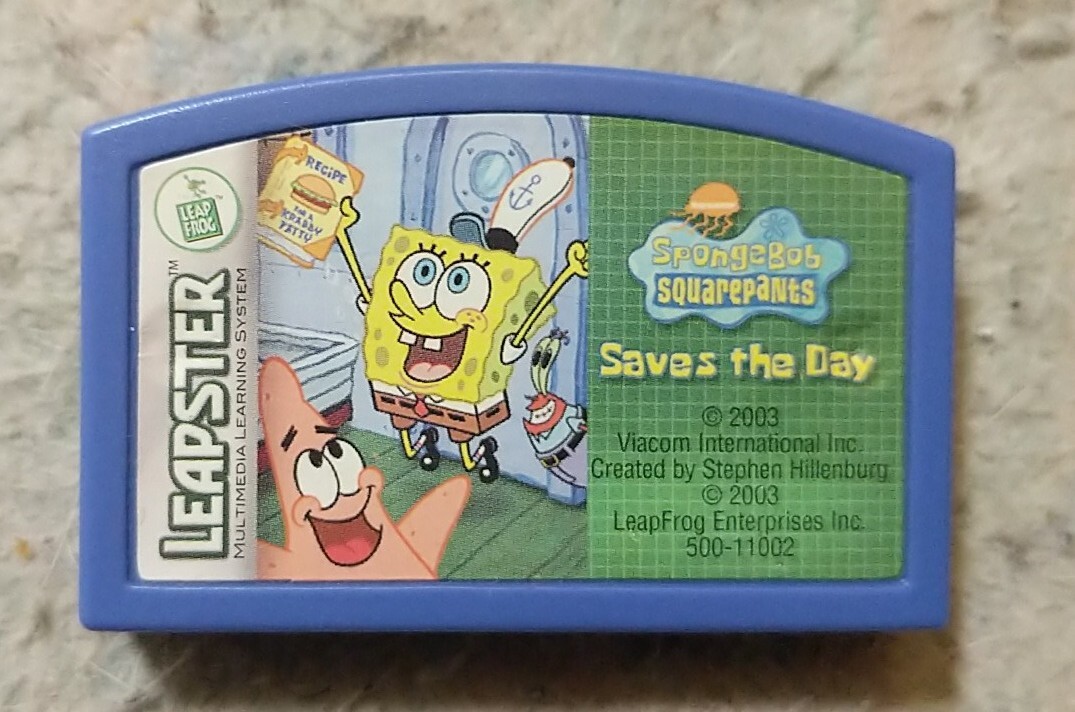 LEAP
FROG
LEAPSTER™
MULTIMEDIA LEARNING SYSTEM
RECIPE
FOR A
KRABBY
PATTY
SpongeBob
SQUAREPANTS
Saves the Day
© 2003
Viacom International Inc.
Created by Stephen Hillenburg
© 2003
LeapFrog Enterprises Inc.
500-11002